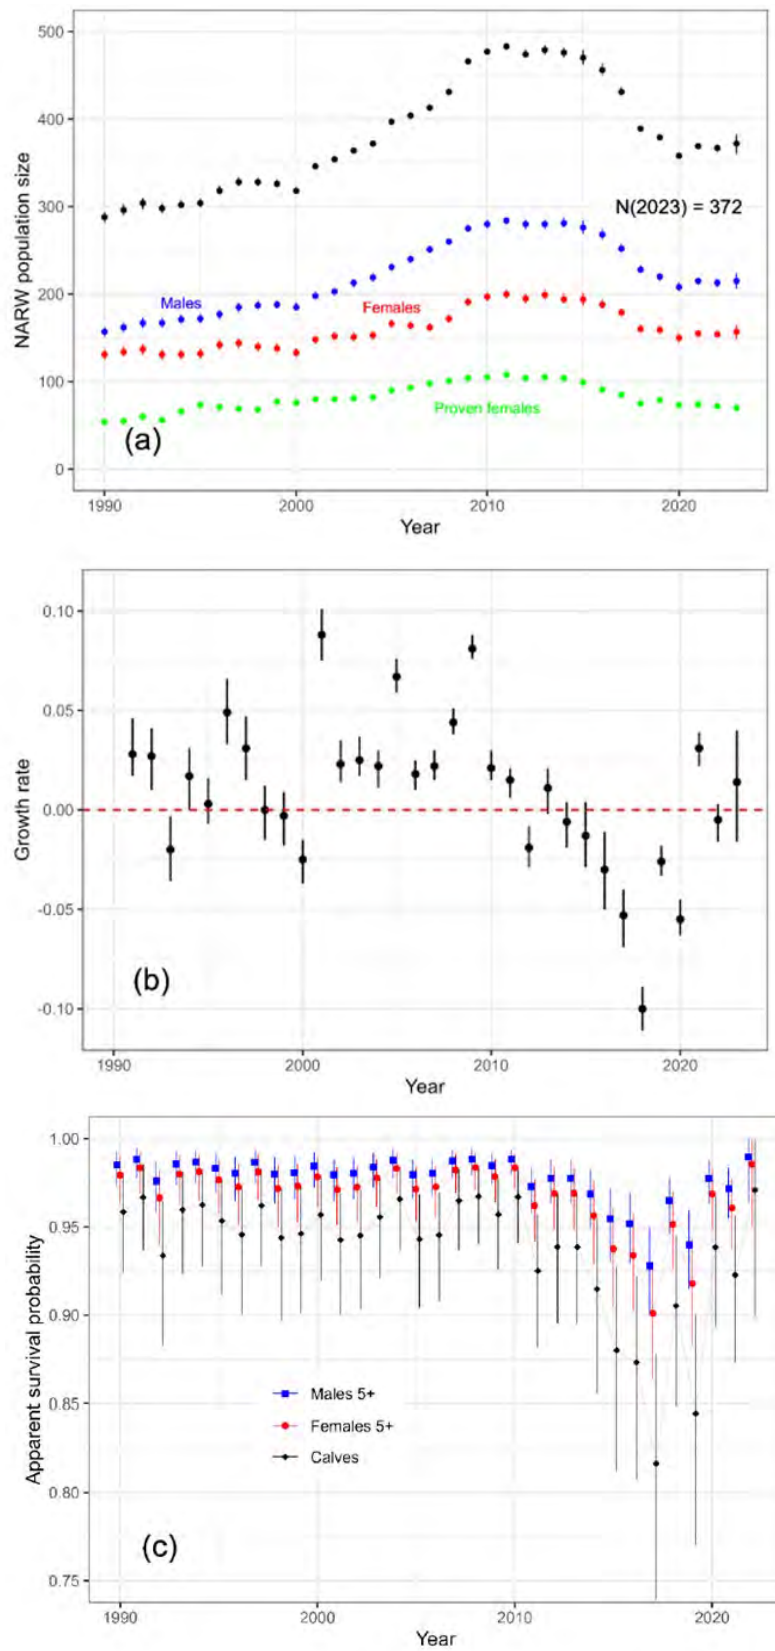 500
400
300
200
100
0
NARW population size
N(2023) = 372
Males
Females
Proven females
(a)
1990
2000
2010
2020
Year
0.10
0.05
0.00
-0.05
-0.10
Growth rate
(b)
1990
2000
2010
2020
Year
1.00
0.95
0.90
0.85
0.80
0.75
Apparent survival probability
Males 5+
Females 5+
Calves
(c)
1990
2000
2010
2020
Year